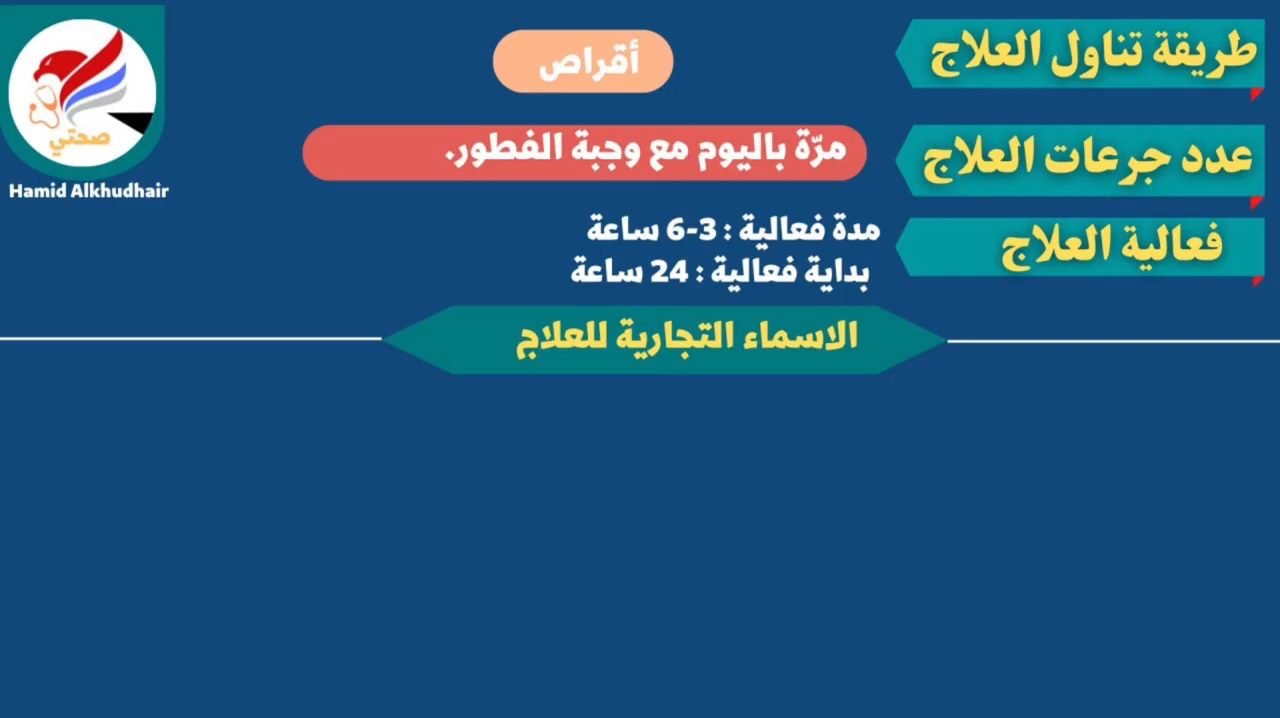 طريقة تناول العلاج
أقراص
عدد جرعات العلاج
مرّة باليوم مع وجبة الفطور.
فعالية العلاج
مدة فعالية : 3-6 ساعة
بداية فعالية : 24 ساعة
الاسماء التجارية للعلاج
صحتي
Hamid Alkhudhair